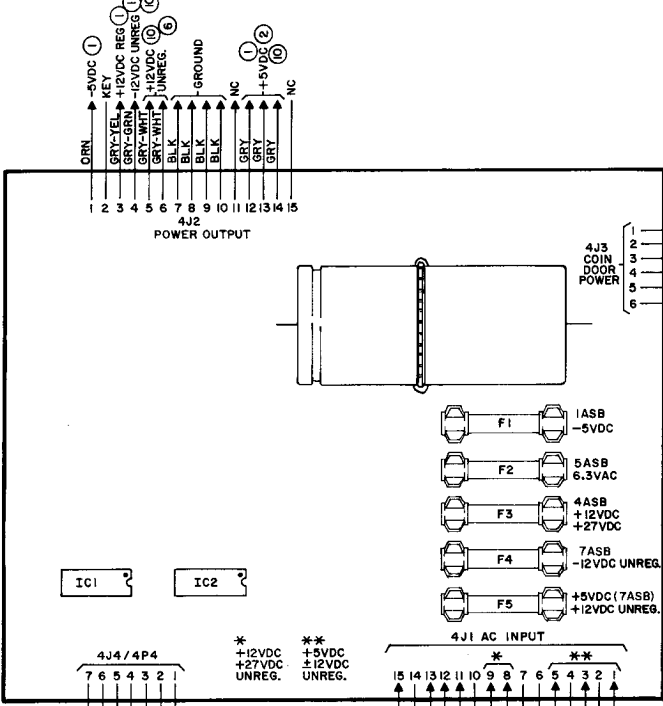 -5VDC ①
KEY
+12VDC REG ①
-12VDC UNREG
+12VDC ⑩
UNREG. ⑥
-GROUND
NC
①
-+5VDC ②
⑩
NC
ORN
GRY-YEL
GRY-GRN
GRY-WHT
GRY-WHT
BLK
BLK
BLK
BLK
GRY
GRY
GRY
1 2 3 4 5 6 7 8 9 10 11 12 13 14 15
4J2
POWER OUTPUT
4J3
COIN
DOOR
POWER
1
2
3
4
5
6
F1
1ASB
-5VDC
F2
5ASB
6.3VAC
F3
4ASB
+12VDC
+27VDC
F4
7ASB
-12VDC UNREG.
F5
+5VDC (7ASB)
+12VDC UNREG.
IC1
IC2
4J4/4P4
7 6 5 4 3 2 1
*
+12VDC
+27VDC
UNREG.
**
+5VDC
±12VDC
UNREG.
4J1 AC INPUT
* **
15 14 13 12 11 10 9 8 7 6 5 4 3 2 1